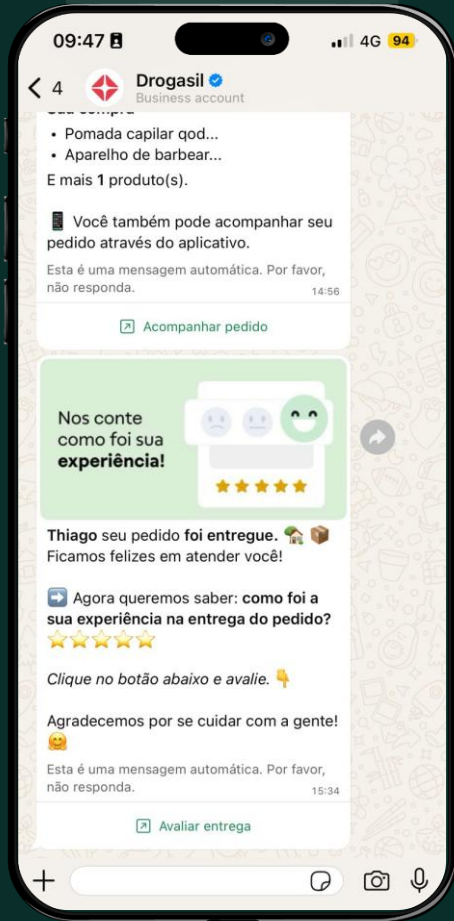 09:47
4G 94
4
Drogasil
Business account
Sua compra
• Pomada capilar qod...
• Aparelho de barbear...
E mais 1 produto(s).
Você também pode acompanhar seu
pedido através do aplicativo.
Esta é uma mensagem automática. Por favor,
não responda.
14:56
Acompanhar pedido
Nos conte
como foi sua
experiência!
Thiago seu pedido foi entregue.
Ficamos felizes em atender você!
Agora queremos saber: como foi a
sua experiência na entrega do pedido?
Clique no botão abaixo e avalie.
Agradecemos por se cuidar com a gente!
Esta é uma mensagem automática. Por favor,
não responda.
15:34
Avaliar entrega